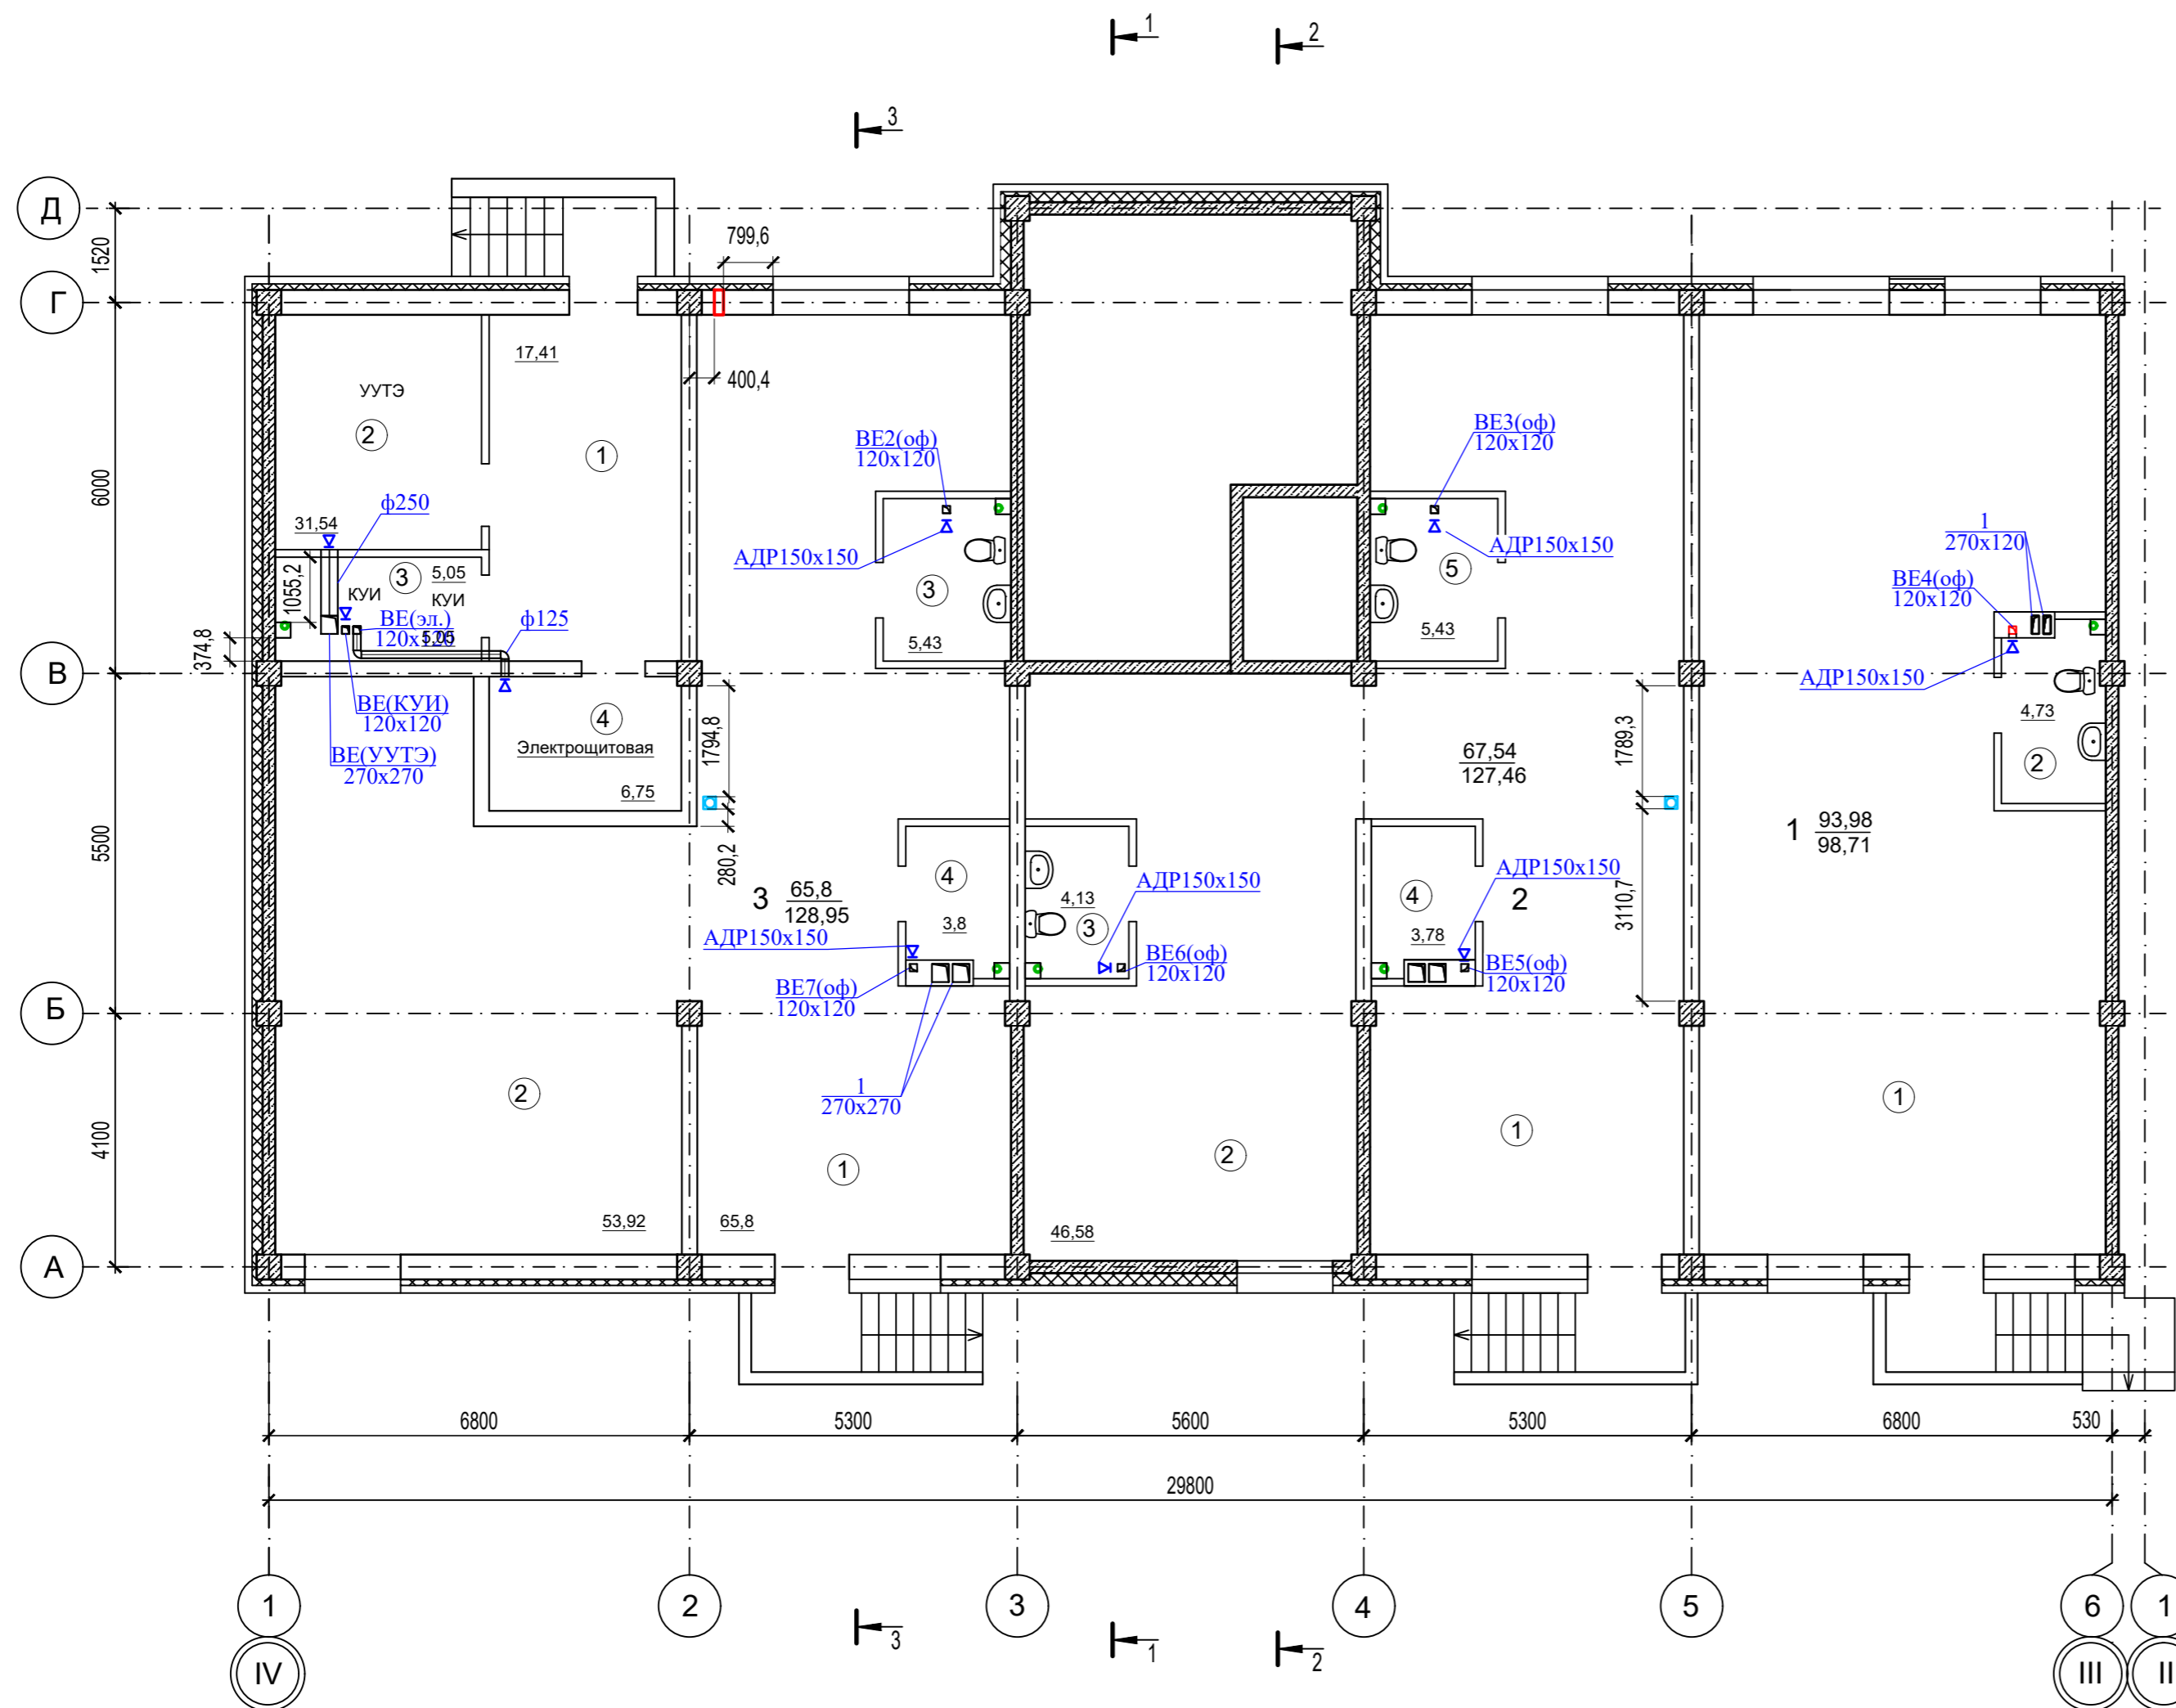 1
2
3
Д
1520
799,6
Г
17,41
400,4
УУТЭ
2
1
ВЕ2(оф)
120х120
ВЕ3(оф)
120х120
6000
31,54
ф250
АДР150х150
АДР150х150
1
270х120
1055,2
КУИ
3
5,05
КУИ
3
5
ВЕ4(оф)
120х120
ВЕ(эл.)
120х120
5,05
ф125
5,43
5,43
374,8
В
АДР150х150
ВЕ(КУИ)
120х120
4
Электрощитовая
1794,8
67,54
127,46
1789,3
4,73
2
ВЕ(УУТЭ)
270х270
6,75
5500
280,2
1
93,98
98,71
3
65,8
128,95
4
3,8
4,13
3
АДР150х150
4
3,78
2
АДР150х150
3110,7
АДР150х150
ВЕ7(оф)
120х120
ВЕ6(оф)
120х120
ВЕ5(оф)
120х120
Б
2
1
270х270
4100
1
2
1
1
53,92
65,8
46,58
А
6800
5300
5600
5300
6800
530
29800
1
2
3
4
5
6
1
3
1
2
IV
III
II